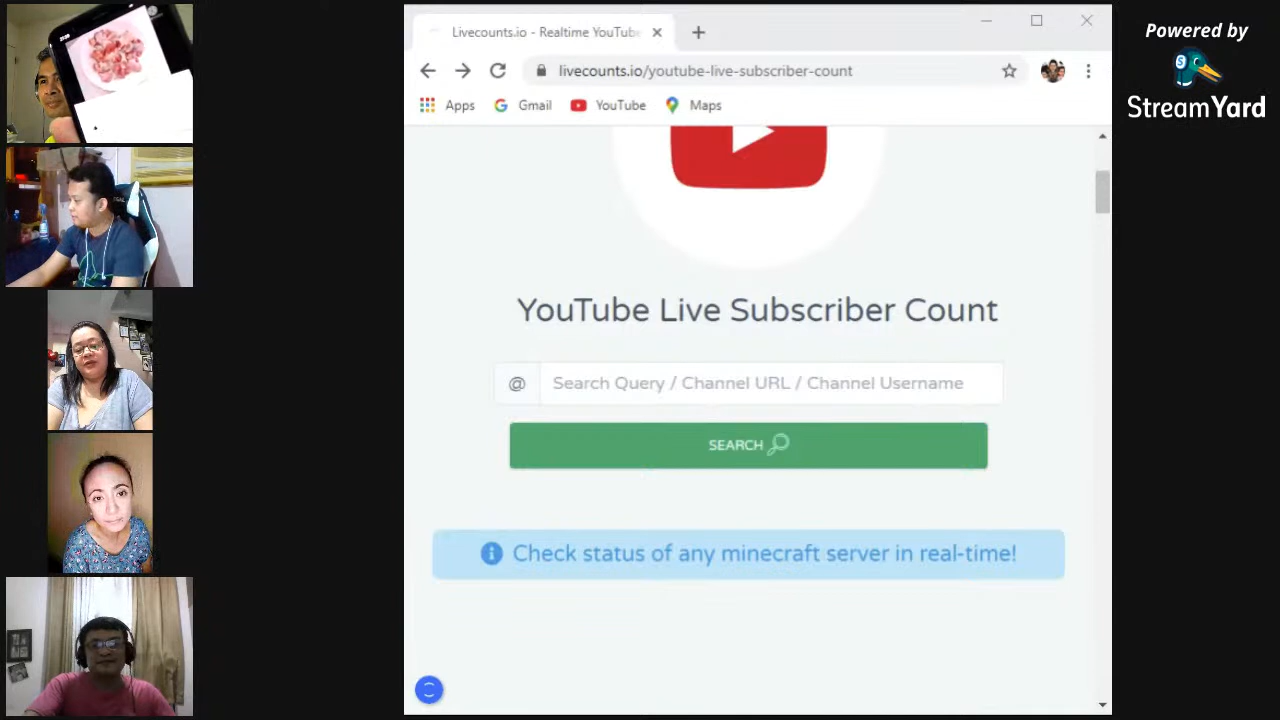 Livecounts.io - Realtime YouTube
livecounts.io/youtube-live-subscriber-count
Apps
Gmail
YouTube
Maps
YouTube Live Subscriber Count
@
Search Query / Channel URL / Channel Username
SEARCH
Check status of any minecraft server in real-time!
Powered by
StreamYard